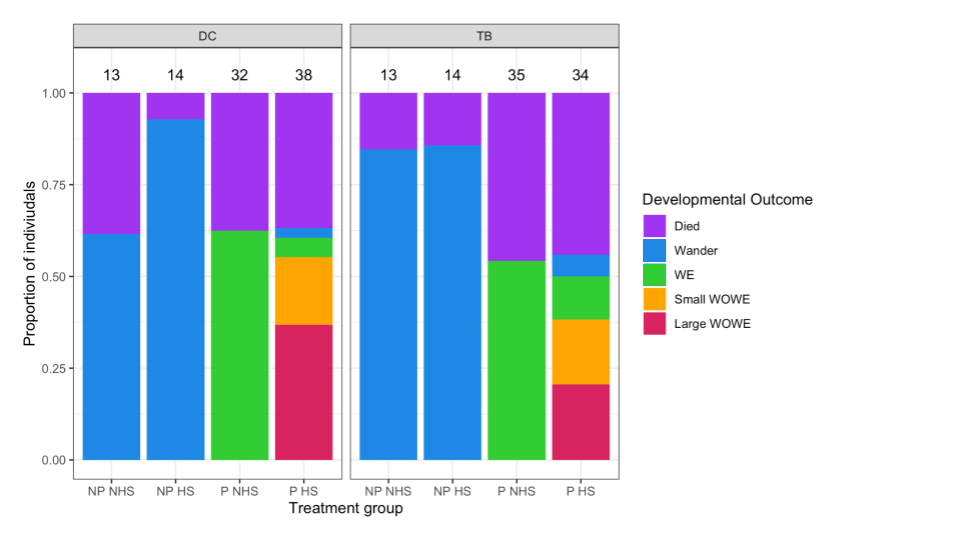 DC TB
13 14 32 38 13 14 35 34
1.00
0.75
0.50
0.25
0.00
Proportion of indiviudals
NP NHS NP HS P NHS P HS NP NHS NP HS P NHS P HS
Treatment group
Developmental Outcome
Died
Wander
WE
Small WOWE
Large WOWE